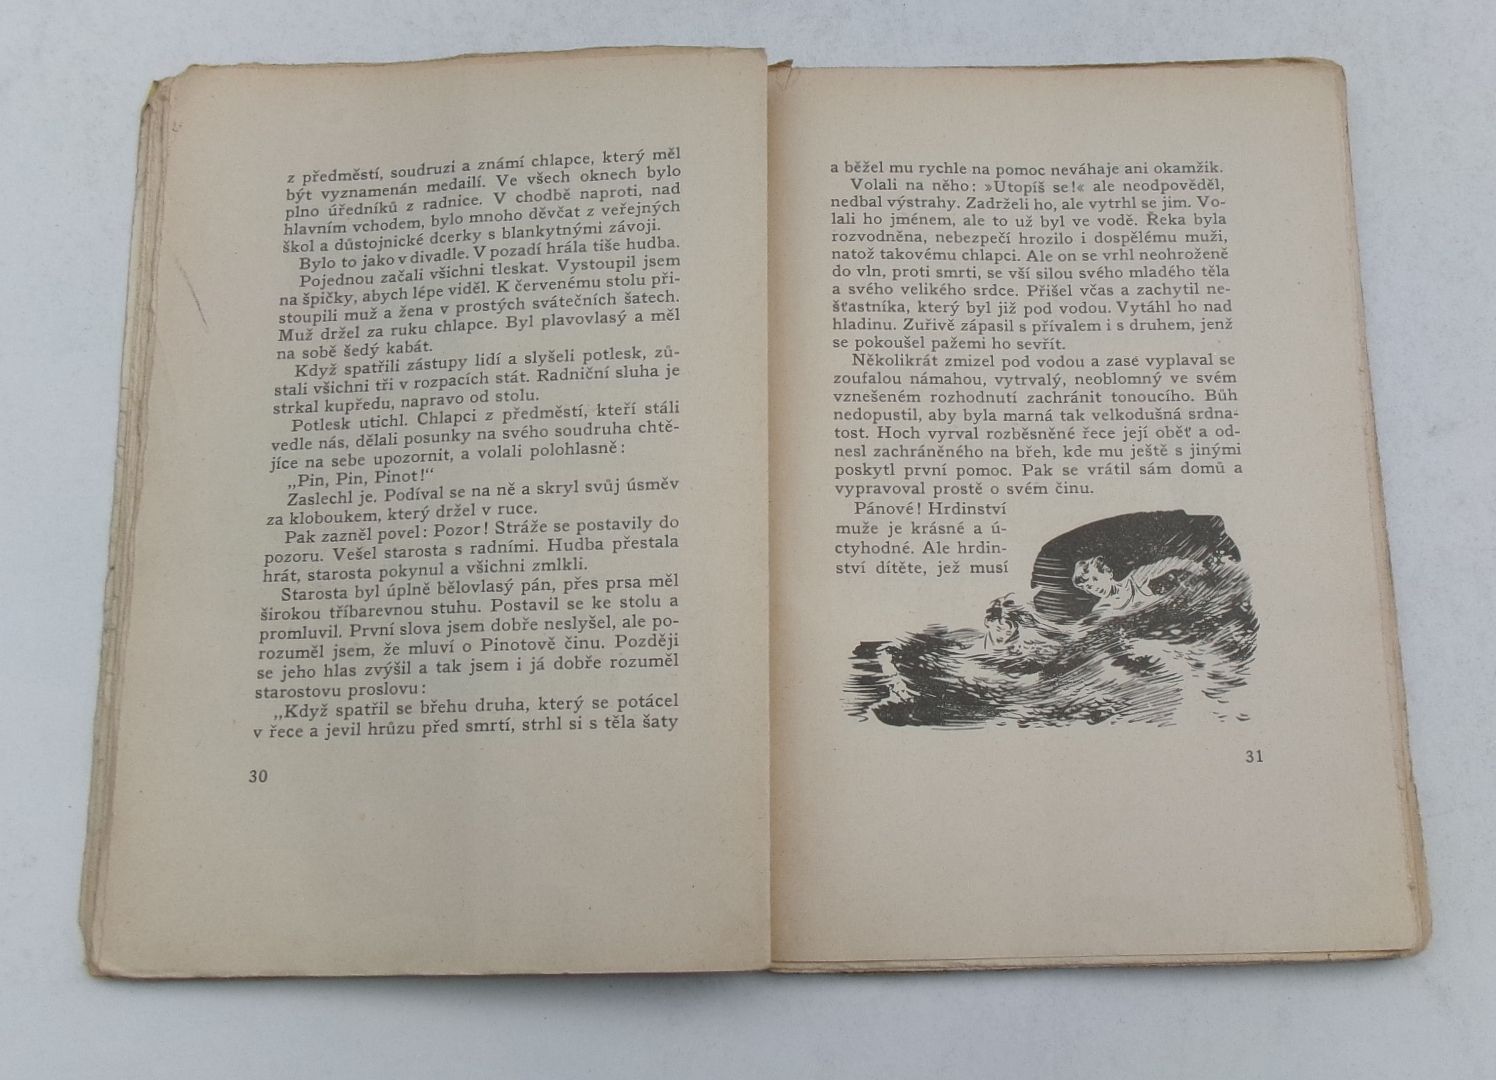 z předměstí, soudruzi a známí chlapce, který měl
být vyznamenán medailí. Ve všech oknech bylo
plno úředníků z radnice. V chodbě naproti, nad
hlavním vchodem, bylo mnoho děvčat z veřejných
škol a důstojnické dcerky s blankytnými závoji.
Bylo to jako v divadle. V pozadí hrála tiše hudba.
Pojednou začali všichni tleskat. Vystoupil jsem
na špičky, abych lépe viděl. K červenému stolu při-
stoupili muž a žena v prostých svátečních šatech.
Muž držel za ruku chlapce. Byl plavovlasý a měl
na sobě šedý kabát.
Když spatřili zástupy lidí a slyšeli potlesk, zů-
stali všichni tři v rozpacích stát. Radniční sluha je
strkal kupředu, napravo od stolu.
Potlesk utichl. Chlapci z předměstí, kteří stáli
vedle nás, dělali posunky na svého soudruha chtě-
jíce na sebe upozornit, a volali polohlasně:
„Pin, Pin, Pinot!“
Zaslechl je. Podíval se na ně a skryl svůj úsměv
za kloboukem, který držel v ruce.
Pak zazněl povel: Pozor! Stráže se postavily do
pozoru. Vešel starosta s radními. Hudba přestala
hrát, starosta pokynul a všichni zmlkli.
Starosta byl úplně bělovlasý pán, přes prsa měl
širokou tříbarevnou stuhu. Postavil se ke stolu a
promluvil. První slova jsem dobře neslyšel, ale po-
rozuměl jsem, že mluví o Pinotově činu. Později
se jeho hlas zvýšil a tak jsem i já dobře rozuměl
starostovu proslovu:
„Když spatřil se břehu druha, který se potácel
v řece a jevil hrůzu před smrtí, strhl si s těla šaty
30
a běžel mu rychle na pomoc neváhaje ani okamžik.
Volali na něho: »Utopíš se!« ale neodpověděl,
nedbal výstrahy. Zadrželi ho, ale vytrhl se jim. Vo-
lali ho jménem, ale to už byl ve vodě. Řeka byla
rozvodněna, nebezpečí hrozilo i dospělému muži,
natož takovému chlapci. Ale on se vrhl neohroženě
do vln, proti smrti, se vší silou svého mladého těla
a svého velikého srdce. Přišel včas a zachytil ne-
šťastníka, který byl již pod vodou. Vytáhl ho nad
hladinu. Zuřivě zápasil s přívalem i s druhem, jenž
se pokoušel pažemi ho sevřít.
Několikrát zmizel pod vodou a zase vyplaval se
zoufalou námahou, vytrvalý, neoblomný ve svém
vznešeném rozhodnutí zachránit tonoucího. Bůh
nedopustil, aby byla marná tak velkodušná srdna-
tost. Hoch vyrval rozběsněné řece její oběť a od-
nesl zachráněného na břeh, kde mu ještě s jinými
poskytl první pomoc. Pak se vrátil sám domů a
vypravoval prostě o svém činu.
Pánové! Hrdinství
muže je krásné a ú-
ctyhodné. Ale hrdin-
ství dítěte, jež musí
31